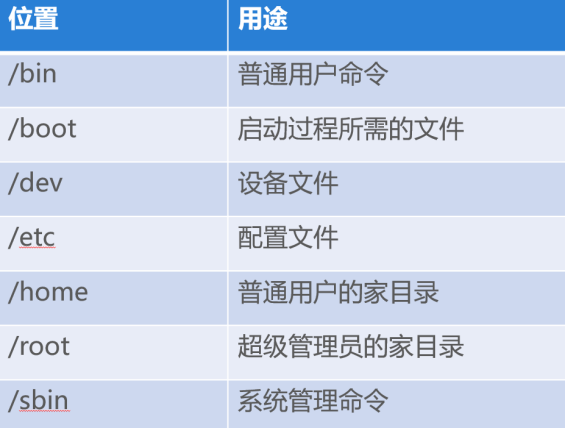 位置 用途
/bin 普通用户命令
/boot 启动过程所需的文件
/dev 设备文件
/etc 配置文件
/home 普通用户的家目录
/root 超级管理员的家目录
/sbin 系统管理命令